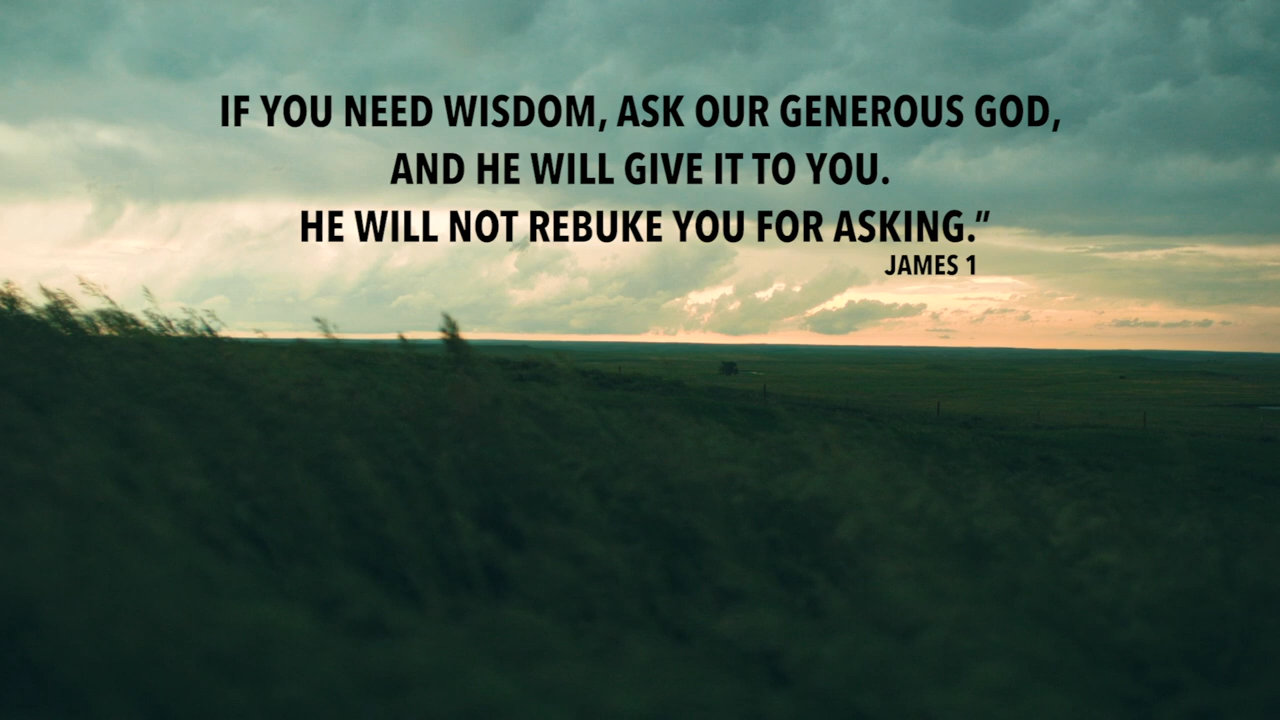 IF YOU NEED WISDOM, ASK OUR GENEROUS GOD,
AND HE WILL GIVE IT TO YOU.
HE WILL NOT REBUKE YOU FOR ASKING.”
JAMES 1